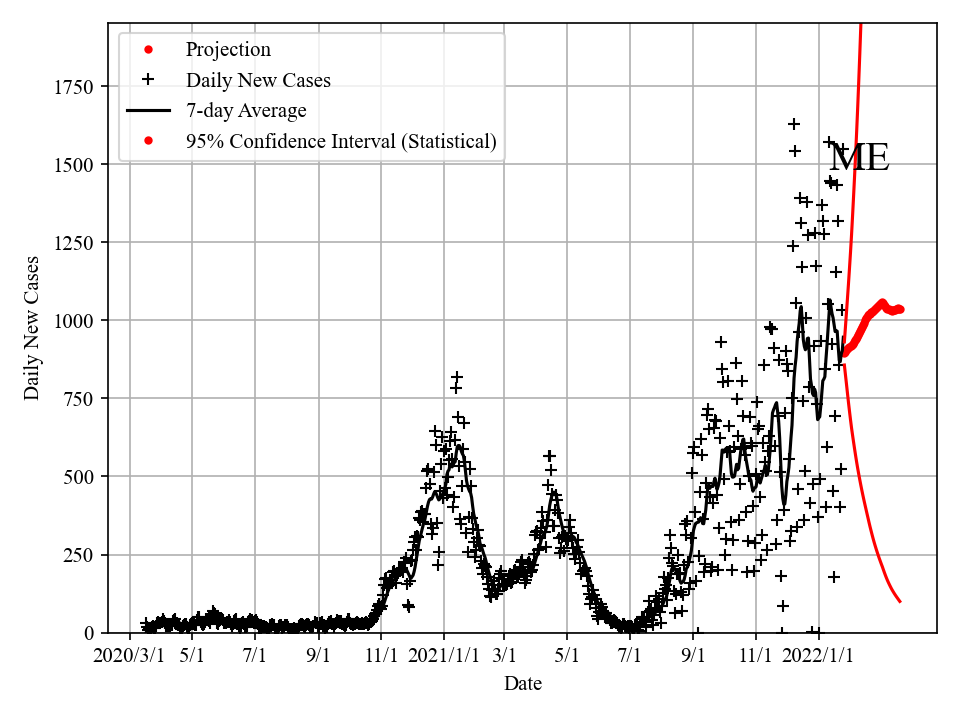 Projection
Daily New Cases
7-day Average
95% Confidence Interval (Statistical)
ME
Daily New Cases
1750
1500
1250
1000
750
500
250
0
2020/3/1 5/1 7/1 9/1 11/1 2021/1/1 3/1 5/1 7/1 9/1 11/1 2022/1/1
Date